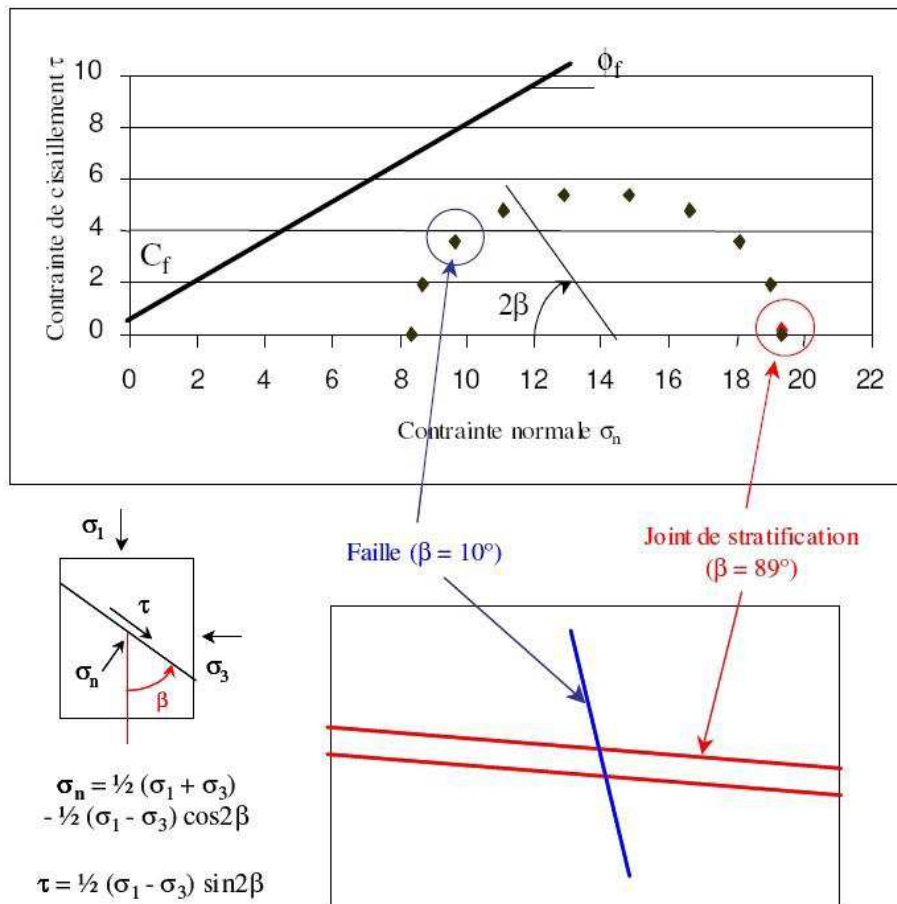 Contrainte de cisaillement τ
10
8
6
4
2
0
ϕf
Cf
2β
0 2 4 6 8 10 12 14 16 18 20 22
Contrainte normale σn
Faille (β = 10°)
Joint de stratification
(β = 89°)
σ1
τ
σn
σ3
β
σn = ½ (σ1 + σ3)
- ½ (σ1 - σ3) cos2β
τ = ½ (σ1 - σ3) sin2β